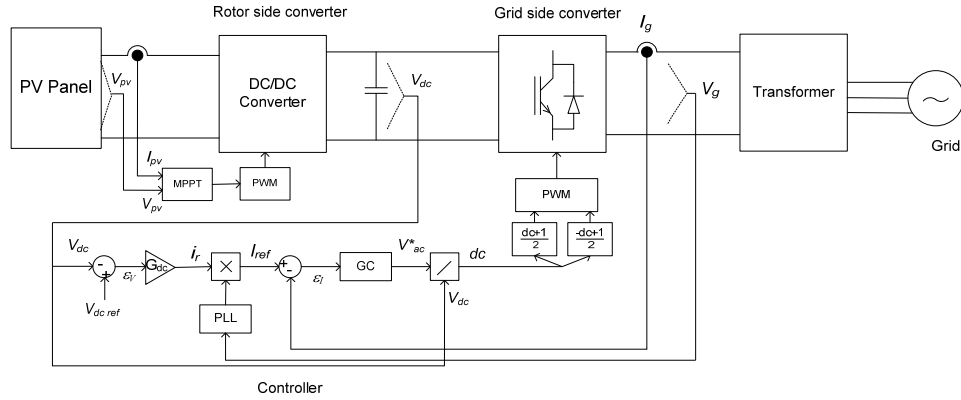 Rotor side converter
Grid side converter
I_g
PV Panel
V_pv
DC/DC
Converter
V_dc
V_g
Transformer
Grid
I_pv
V_pv
MPPT
PWM
PWM
dc+1
2
-dc+1
2
V_dc
-
+
ε_V
V_dc ref
G_dc
i_r
×
I_ref
+
-
ε_I
GC
V*_ac
/
dc
V_dc
PLL
Controller